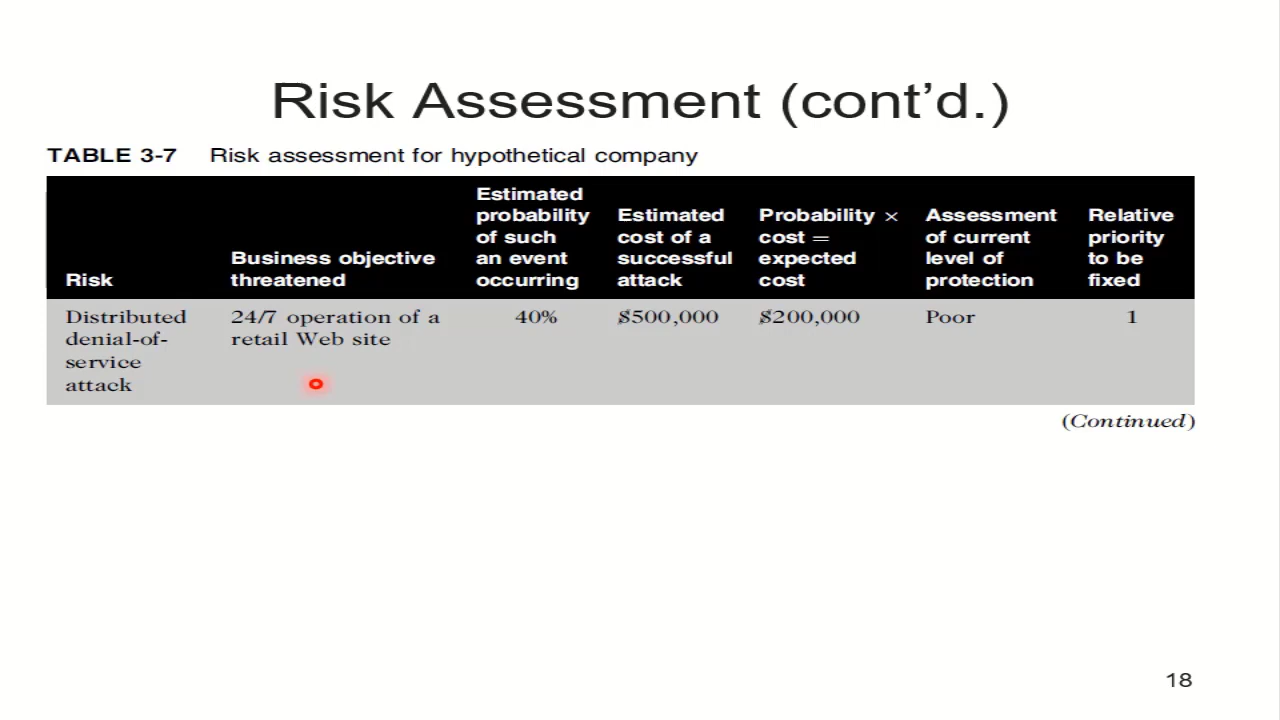 Risk Assessment (cont’d.)
TABLE 3-7 Risk assessment for hypothetical company
Risk
Business objective
threatened
Estimated
probability
of such
an event
occurring
Estimated
cost of a
successful
attack
Probability ×
cost =
expected
cost
Assessment
of current
level of
protection
Relative
priority
to be
fixed
Distributed
denial-of-
service
attack
24/7 operation of a
retail Web site
40%
$500,000
$200,000
Poor
1
(Continued)
18